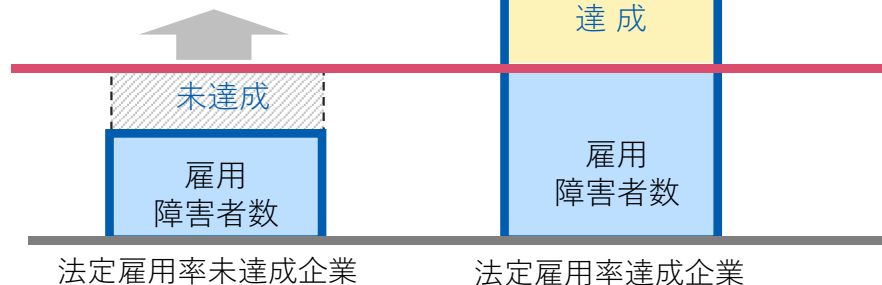 達成
未達成
雇用
障害者数
雇用
障害者数
法定雇用率未達成企業
法定雇用率達成企業